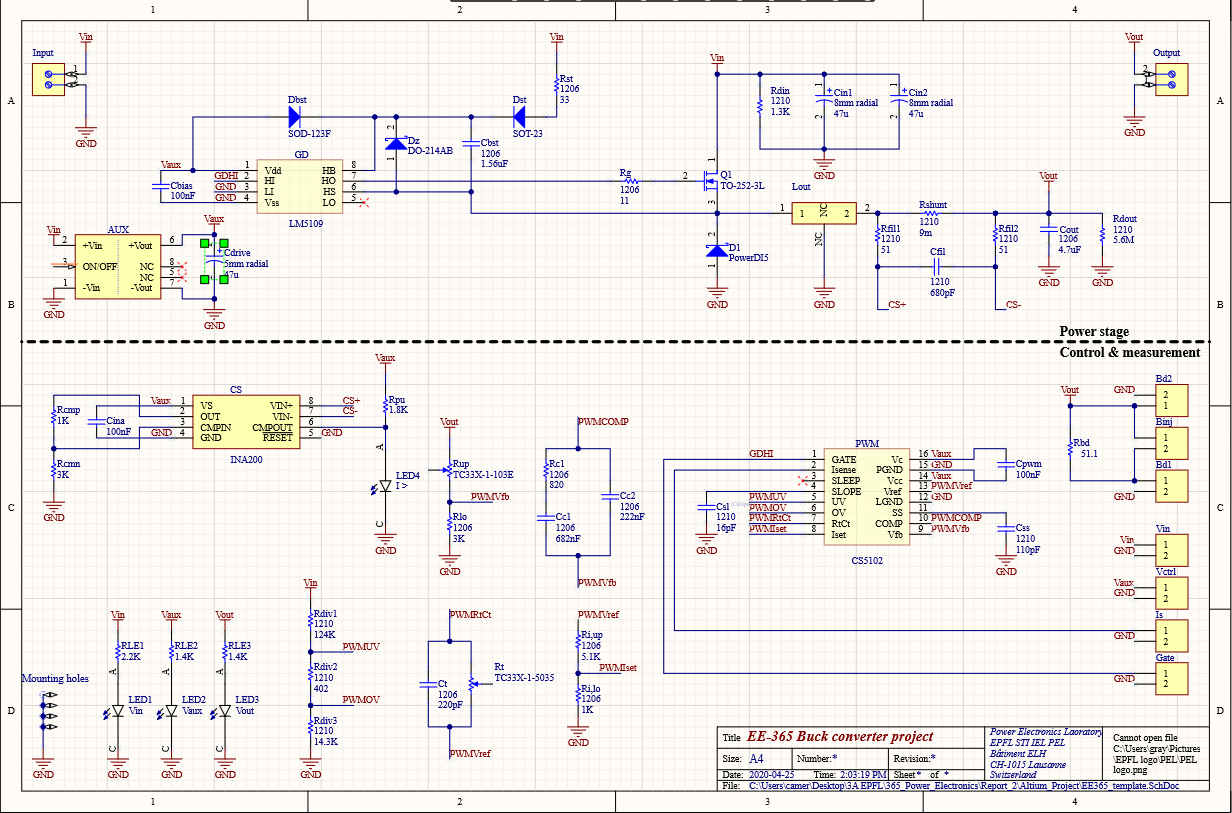 1 2 3 4
A
B
C
D
A
B
C
D
1 2 3 4
Input
Vin
1
2
GND
Vin
Rst
1206
33
Dbst
SOD-123F
Dst
SOT-23
Dz
DO-214AB
2
1
Cbst
1206
1.56uF
GD
Vaux
GDHI
GND
GND
1 Vdd HB 8
2 HI HO 7
3 LI HS 6
4 Vss LO 5
LM5109
Cbias
100nF
Rg
1206
11
Vin
Rdin
1210
1.3K
Cin1
8mm radial
47u
1
2
Cin2
8mm radial
47u
1
2
GND
Q1
TO-252-3L
1
2
3
D1
PowerDI5
2
1
GND
Lout
1 1 NC 2 2
NC
GND
Vout
Output
2
1
GND
Rshunt
1210
9m
Rfil1
1210
51
Rfil2
1210
51
Cfil
1210
680pF
CS+
CS-
Vout
Cout
1206
4.7uF
GND
Rdout
1210
5.6M
GND
AUX
Vin
2 +Vin +Vout 6
3 ON/OFF NC 8
NC 5
1 -Vin -Vout 7
GND
Vaux
Cdrive
5mm radial
47u
GND
Power stage
Control & measurement
CS
Vaux
GND
1 VS VIN+ 8 CS+
2 OUT VIN- 7 CS-
3 CMPIN CMPOUT 6
4 GND RESET 5 GND
INA200
Rcmp
1K
Cina
100nF
Rcmn
3K
GND
Vaux
Rpu
1.8K
A
LED4
I >
C
GND
Vout
Rup
TC33X-1-103E
PWMVfb
Rlo
1206
3K
GND
PWMCOMP
Rc1
1206
820
Cc1
1206
682nF
Cc2
1206
222nF
PWMVfb
PWM
GDHI
1 GATE Vc 16 Vaux
2 Isense PGND 15 GND
3 SLEEP Vcc 14 Vaux
4 SLOPE Vref 13 PWMVref
PWMUV 5 UV LGND 12 GND
PWMOV 6 OV SS 11
PWMRtCt 7 RtCt COMP 10 PWMCOMP
PWMIset 8 Iset Vfb 9 PWMVfb
CS5102
Csl
1210
16pF
GND
Cpwm
100nF
Css
1210
110pF
GND
Vout
Rbd
51.1
Bd2
GND
2
1
Binj
1
2
Bd1
1
2
GND
Vin
Vin
GND
1
2
Vctrl
Vaux
GND
1
2
Is
GND
1
2
Gate
GND
1
2
Vin
RLE1
2.2K
A
LED1
Vin
C
GND
Vaux
RLE2
1.4K
A
LED2
Vaux
C
GND
Vout
RLE3
1.4K
A
LED3
Vout
C
GND
Mounting holes
GND
Vin
Rdiv1
1210
124K
PWMUV
Rdiv2
1210
402
PWMOV
Rdiv3
1210
14.3K
GND
PWMRtCt
Ct
1206
220pF
Rt
TC33X-1-5035
PWMVref
PWMVref
Ri,up
1206
5.1K
PWMIset
Ri,lo
1206
1K
GND
Title EE-365 Buck converter project
Size: A4 Number:* Revision:*
Date: 2020-04-25 Time: 2:03:19 PM Sheet* of *
File: C:\Users\camer\Desktop\3A EPFL\365_Power_Electronics\Report_2\Altium_Project\EE365_template.SchDoc
Power Electronics Laoratory
EPFL STI IEL PEL
Bâtiment ELH
CH-1015 Lausanne
Switzerland
Cannot open file
C:\Users\gray\Pictures
\EPFL logo\PEL\PEL
logo.png